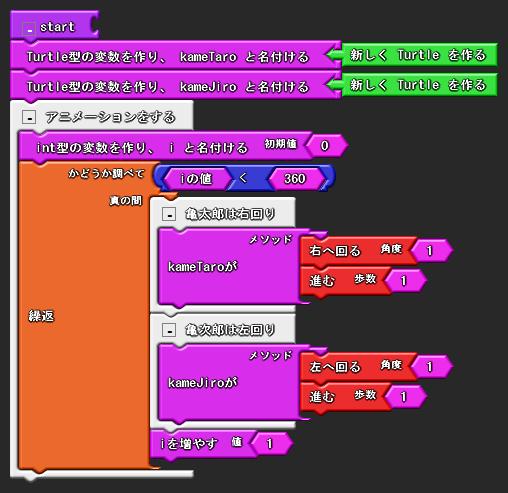 start
Turtle型の変数を作り、 kameTaro と名付ける 新しく Turtle を作る
Turtle型の変数を作り、 kameJiro と名付ける 新しく Turtle を作る
アニメーションをする
int型の変数を作り、 i と名付ける 初期値 0
かどうか調べて iの値 < 360
真の間
亀太郎は右回り
メソッド
右へ回る 角度 1
kameTaroが
進む 歩数 1
繰返
亀次郎は左回り
メソッド
左へ回る 角度 1
kameJiroが
進む 歩数 1
iを増やす 値 1